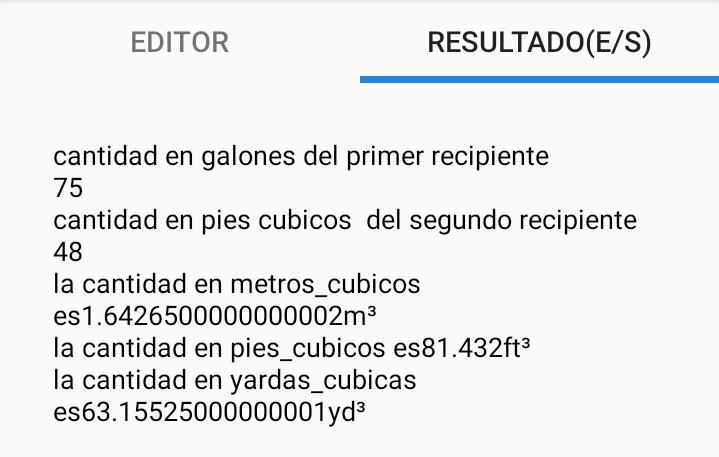 EDITOR
RESULTADO(E/S)
cantidad en galones del primer recipiente
75
cantidad en pies cubicos  del segundo recipiente
48
la cantidad en metros_cubicos
es1.6426500000000002m³
la cantidad en pies_cubicos es81.432ft³
la cantidad en yardas_cubicas
es63.15525000000001yd³